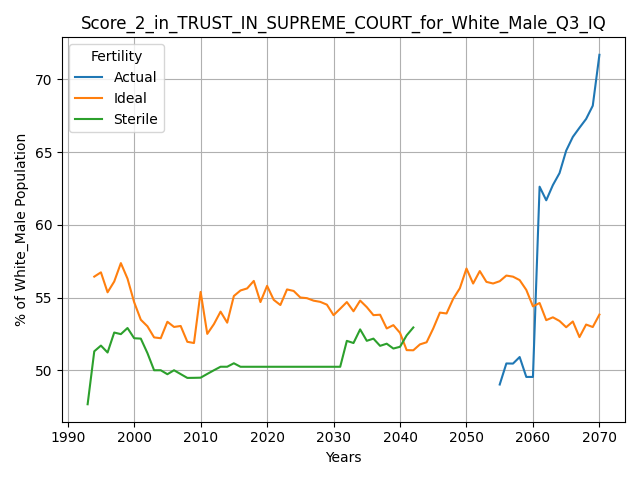 Score_2_in_TRUST_IN_SUPREME_COURT_for_White_Male_Q3_IQ
Fertility
Actual
Ideal
Sterile
% of White_Male Population
70
65
60
55
50
1990 2000 2010 2020 2030 2040 2050 2060 2070
Years